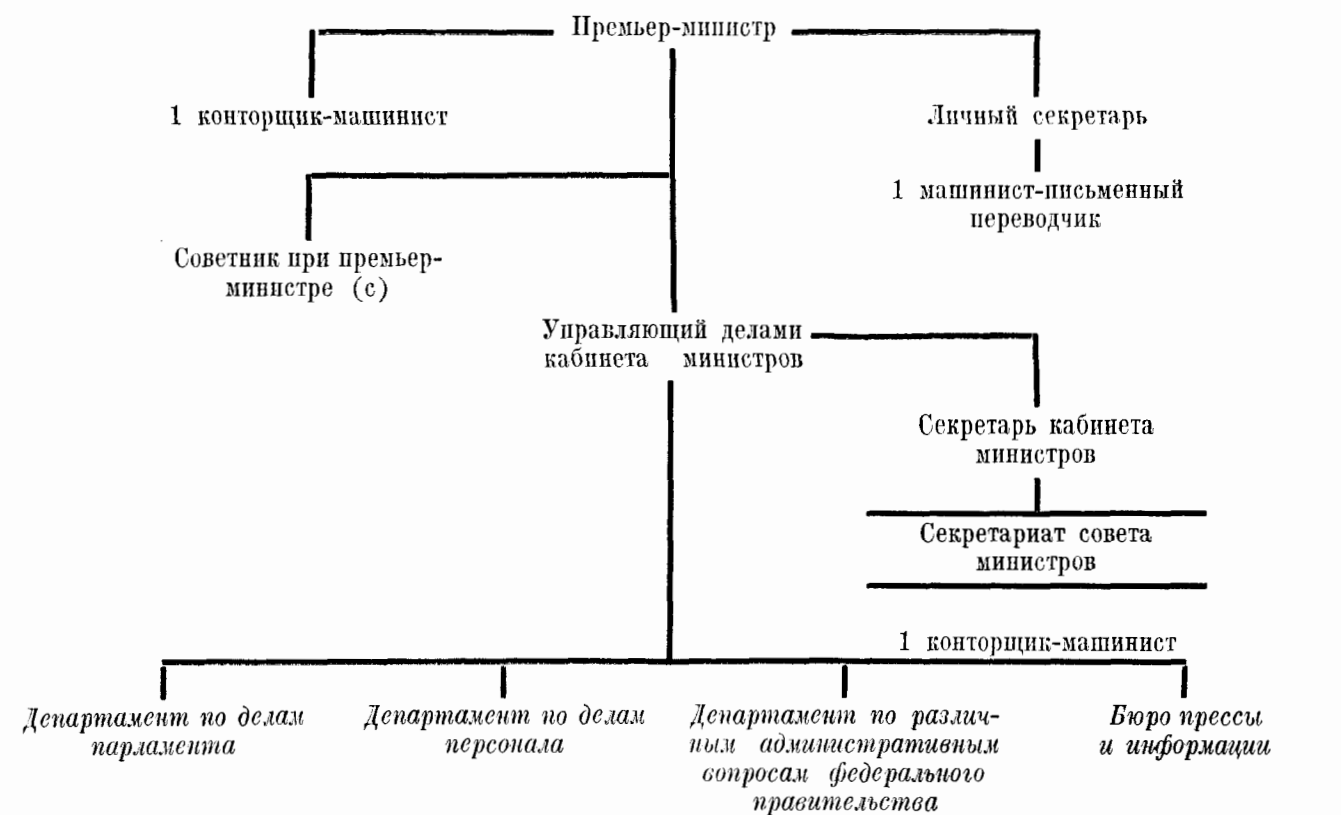 Премьер-министр
1 конторщик-машинист
Личный секретарь
1 машинист-письменный
переводчик
Советник при премьер-
министре (с)
Управляющий делами
кабинета министров
Секретарь кабинета
министров
Секретариат совета
министров
1 конторщик-машинист
Департамент по делам
парламента
Департамент по делам
персонала
Департамент по различ-
ным административным
вопросам федерального
правительства
Бюро прессы
и информации